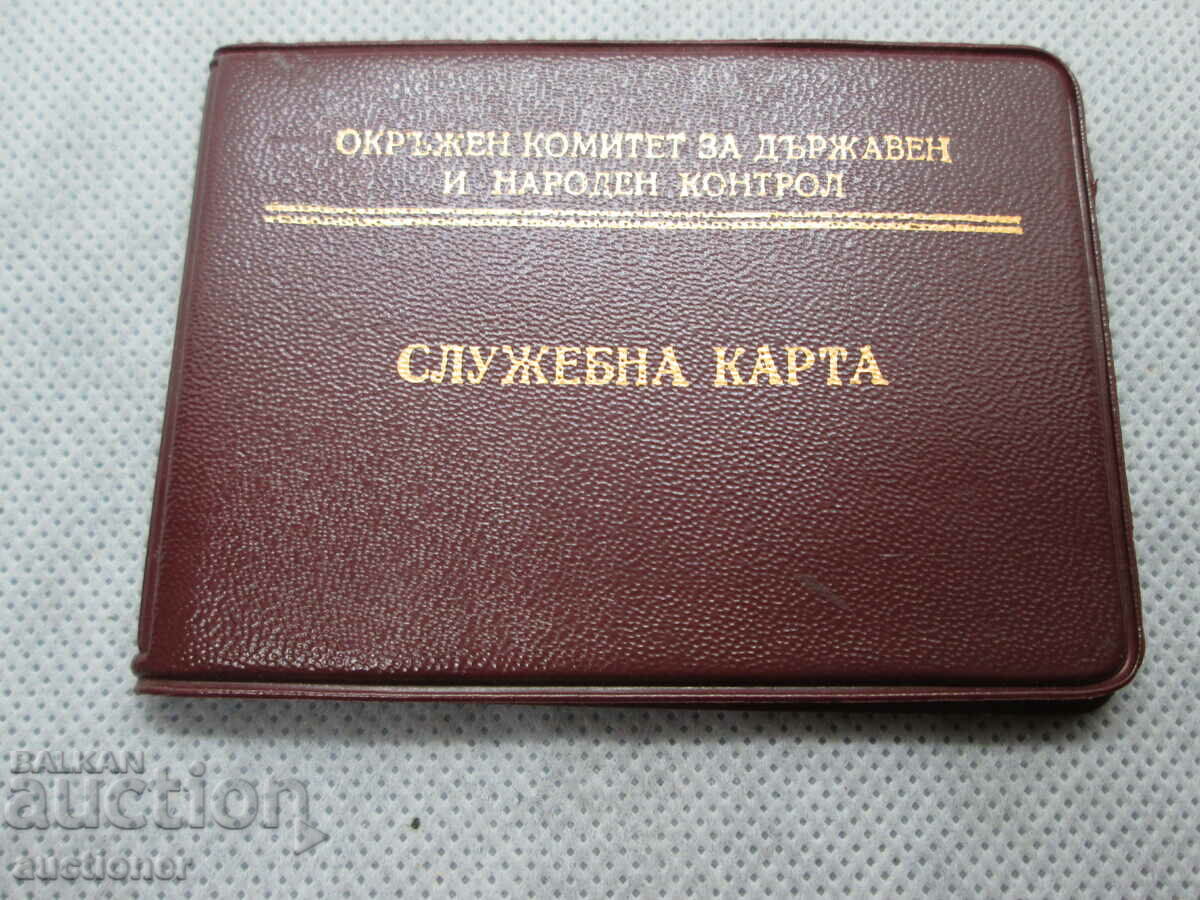 ОКРЪЖЕН КОМИТЕТ ЗА ДЪРЖАВЕН
И НАРОДЕН КОНТРОЛ
СЛУЖЕБНА КАРТА
BALKAN
auction
auctioner